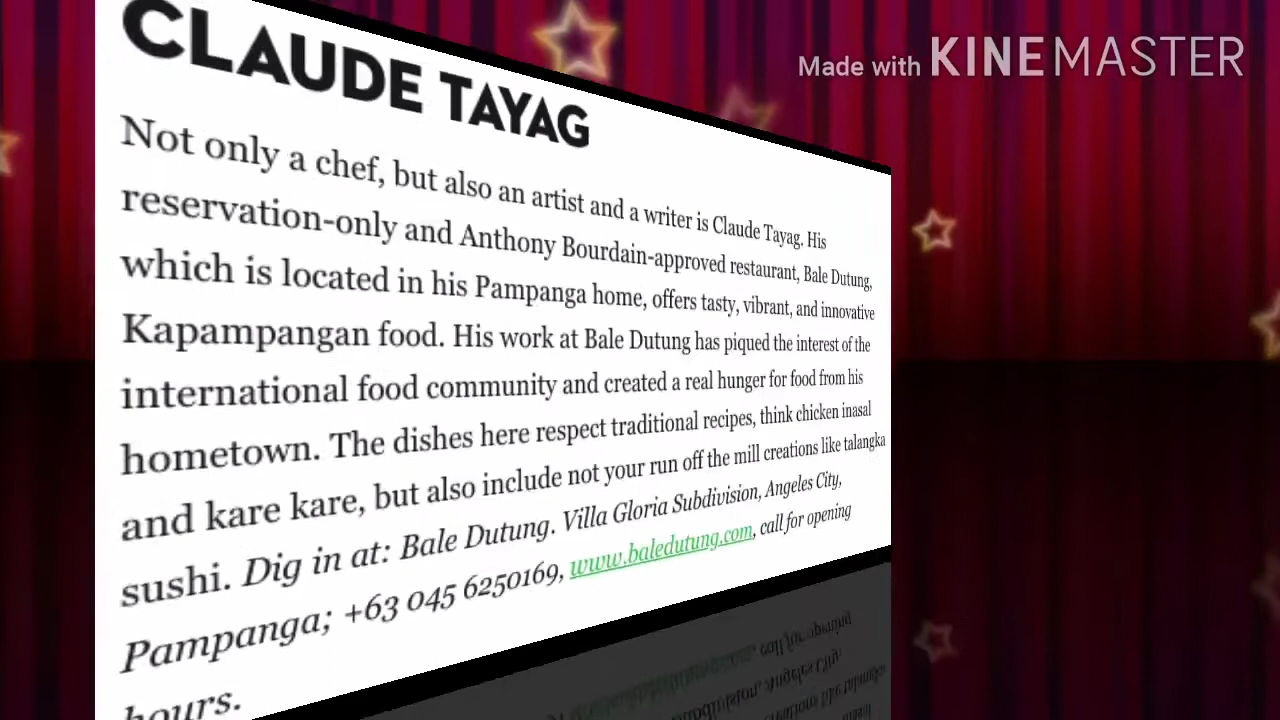 Made with KINEMASTER
CLAUDE TAYAG
Not only a chef, but also an artist and a writer is Claude Tayag. His
reservation-only and Anthony Bourdain-approved restaurant, Bale Dutung,
which is located in his Pampanga home, offers tasty, vibrant, and innovative
Kapampangan food. His work at Bale Dutung has piqued the interest of the
international food community and created a real hunger for food from his
hometown. The dishes here respect traditional recipes, think chicken inasal
and kare kare, but also include not your run off the mill creations like talangka
sushi. Dig in at: Bale Dutung. Villa Gloria Subdivision, Angeles City,
Pampanga; +63 045 6250169, www.baledutung.com, call for opening
hours.